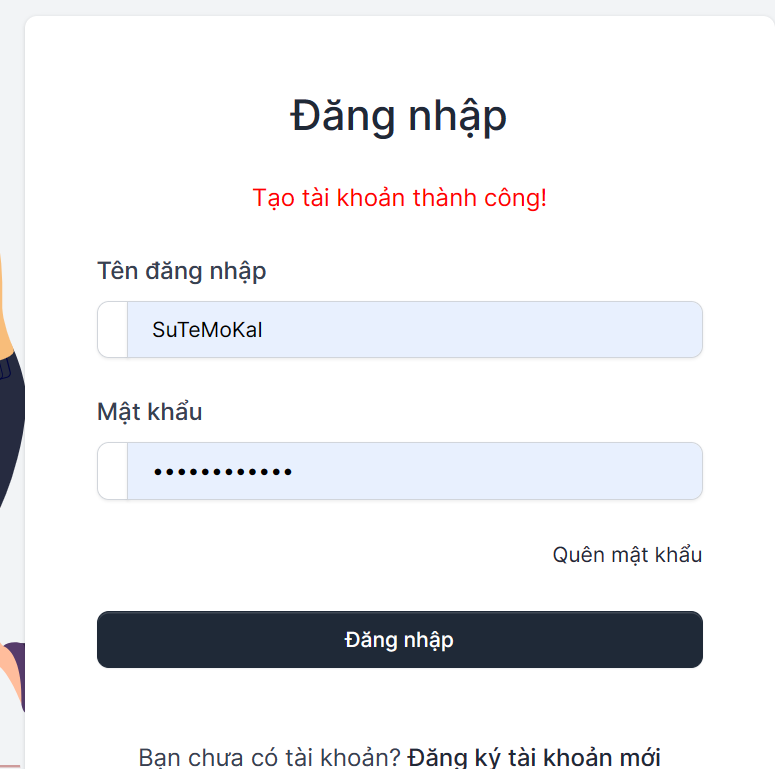 Đăng nhập
Tạo tài khoản thành công!
Tên đăng nhập
SuTeMoKaI
Mật khẩu
••••••••••••
Quên mật khẩu
Đăng nhập
Bạn chưa có tài khoản? Đăng ký tài khoản mới